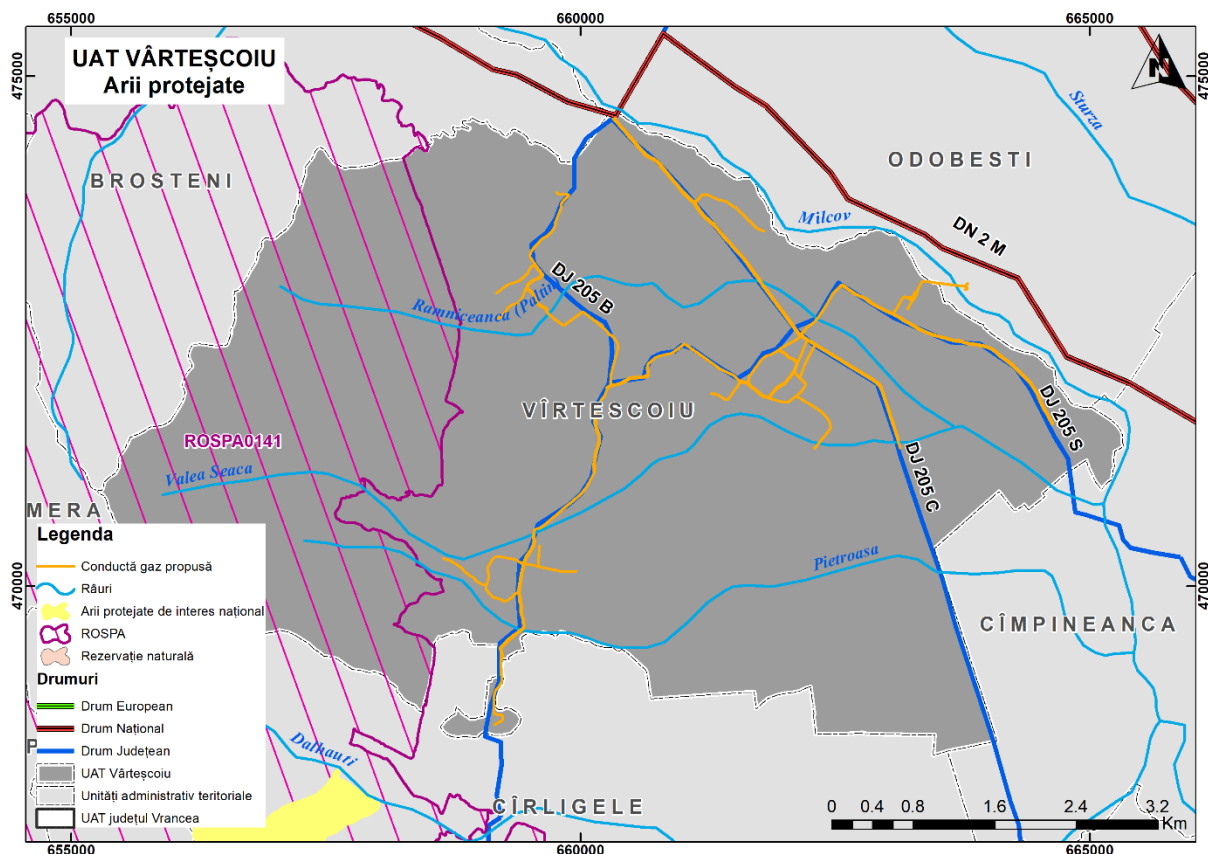 655000
660000
665000
UAT VÂRTEȘCOIU
Arii protejate
475000
475000
N
Sturza
BROSTENI
ODOBESTI
Milcov
DN 2 M
DJ 205 B
Ramniceanca (Paltin
VÎRTEȘCOIU
DJ 205 S
ROSPA0141
Valea Seaca
DJ 205 C
MERA
Pietroasa
470000
470000
CÎMPINEANCA
Legenda
Conductă gaz propusă
Râuri
Arii protejate de interes național
ROSPA
Rezervație naturală
Drumuri
Drum European
Drum Național
Drum Județean
UAT Vârteșcoiu
Unități administrativ teritoriale
UAT județul Vrancea
P
Dalhauti
CÎRLIGELE
0 0.4 0.8 1.6 2.4 3.2
Km
655000
660000
665000